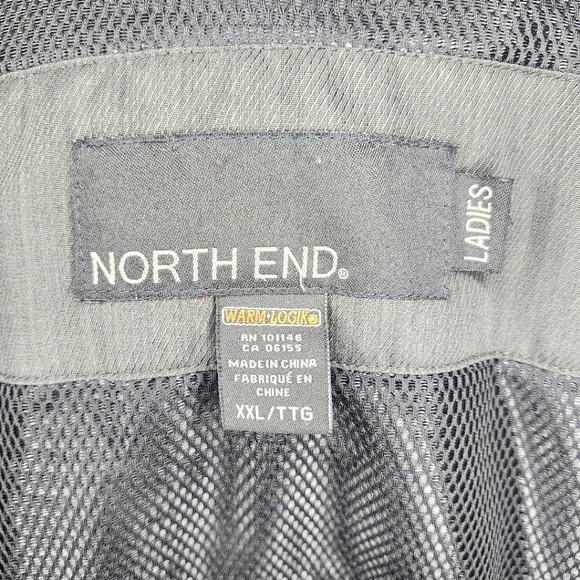 NORTH END®
LADIES
WARM•LOGIK
RN 101146
CA 06155
MADE IN CHINA
FABRIQUÉ EN
CHINE
XXL/TTG